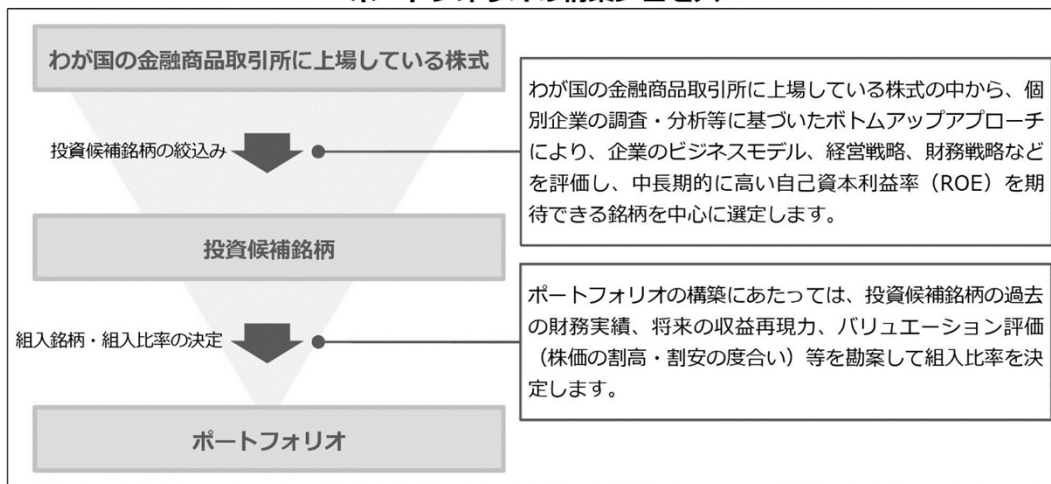 わが国の金融商品取引所に上場している株式
投資候補銘柄の絞込み
わが国の金融商品取引所に上場している株式の中から、個
別企業の調査・分析等に基づいたボトムアップアプローチ
により、企業のビジネスモデル、経営戦略、財務戦略など
を評価し、中長期的に高い自己資本利益率（ROE）を期
待できる銘柄を中心に選定します。
投資候補銘柄
組入銘柄・組入比率の決定
ポートフォリオの構築にあたっては、投資候補銘柄の過去
の財務実績、将来の収益再現力、バリュエーション評価
（株価の割高・割安の度合い）等を勘案して組入比率を決
定します。
ポートフォリオ